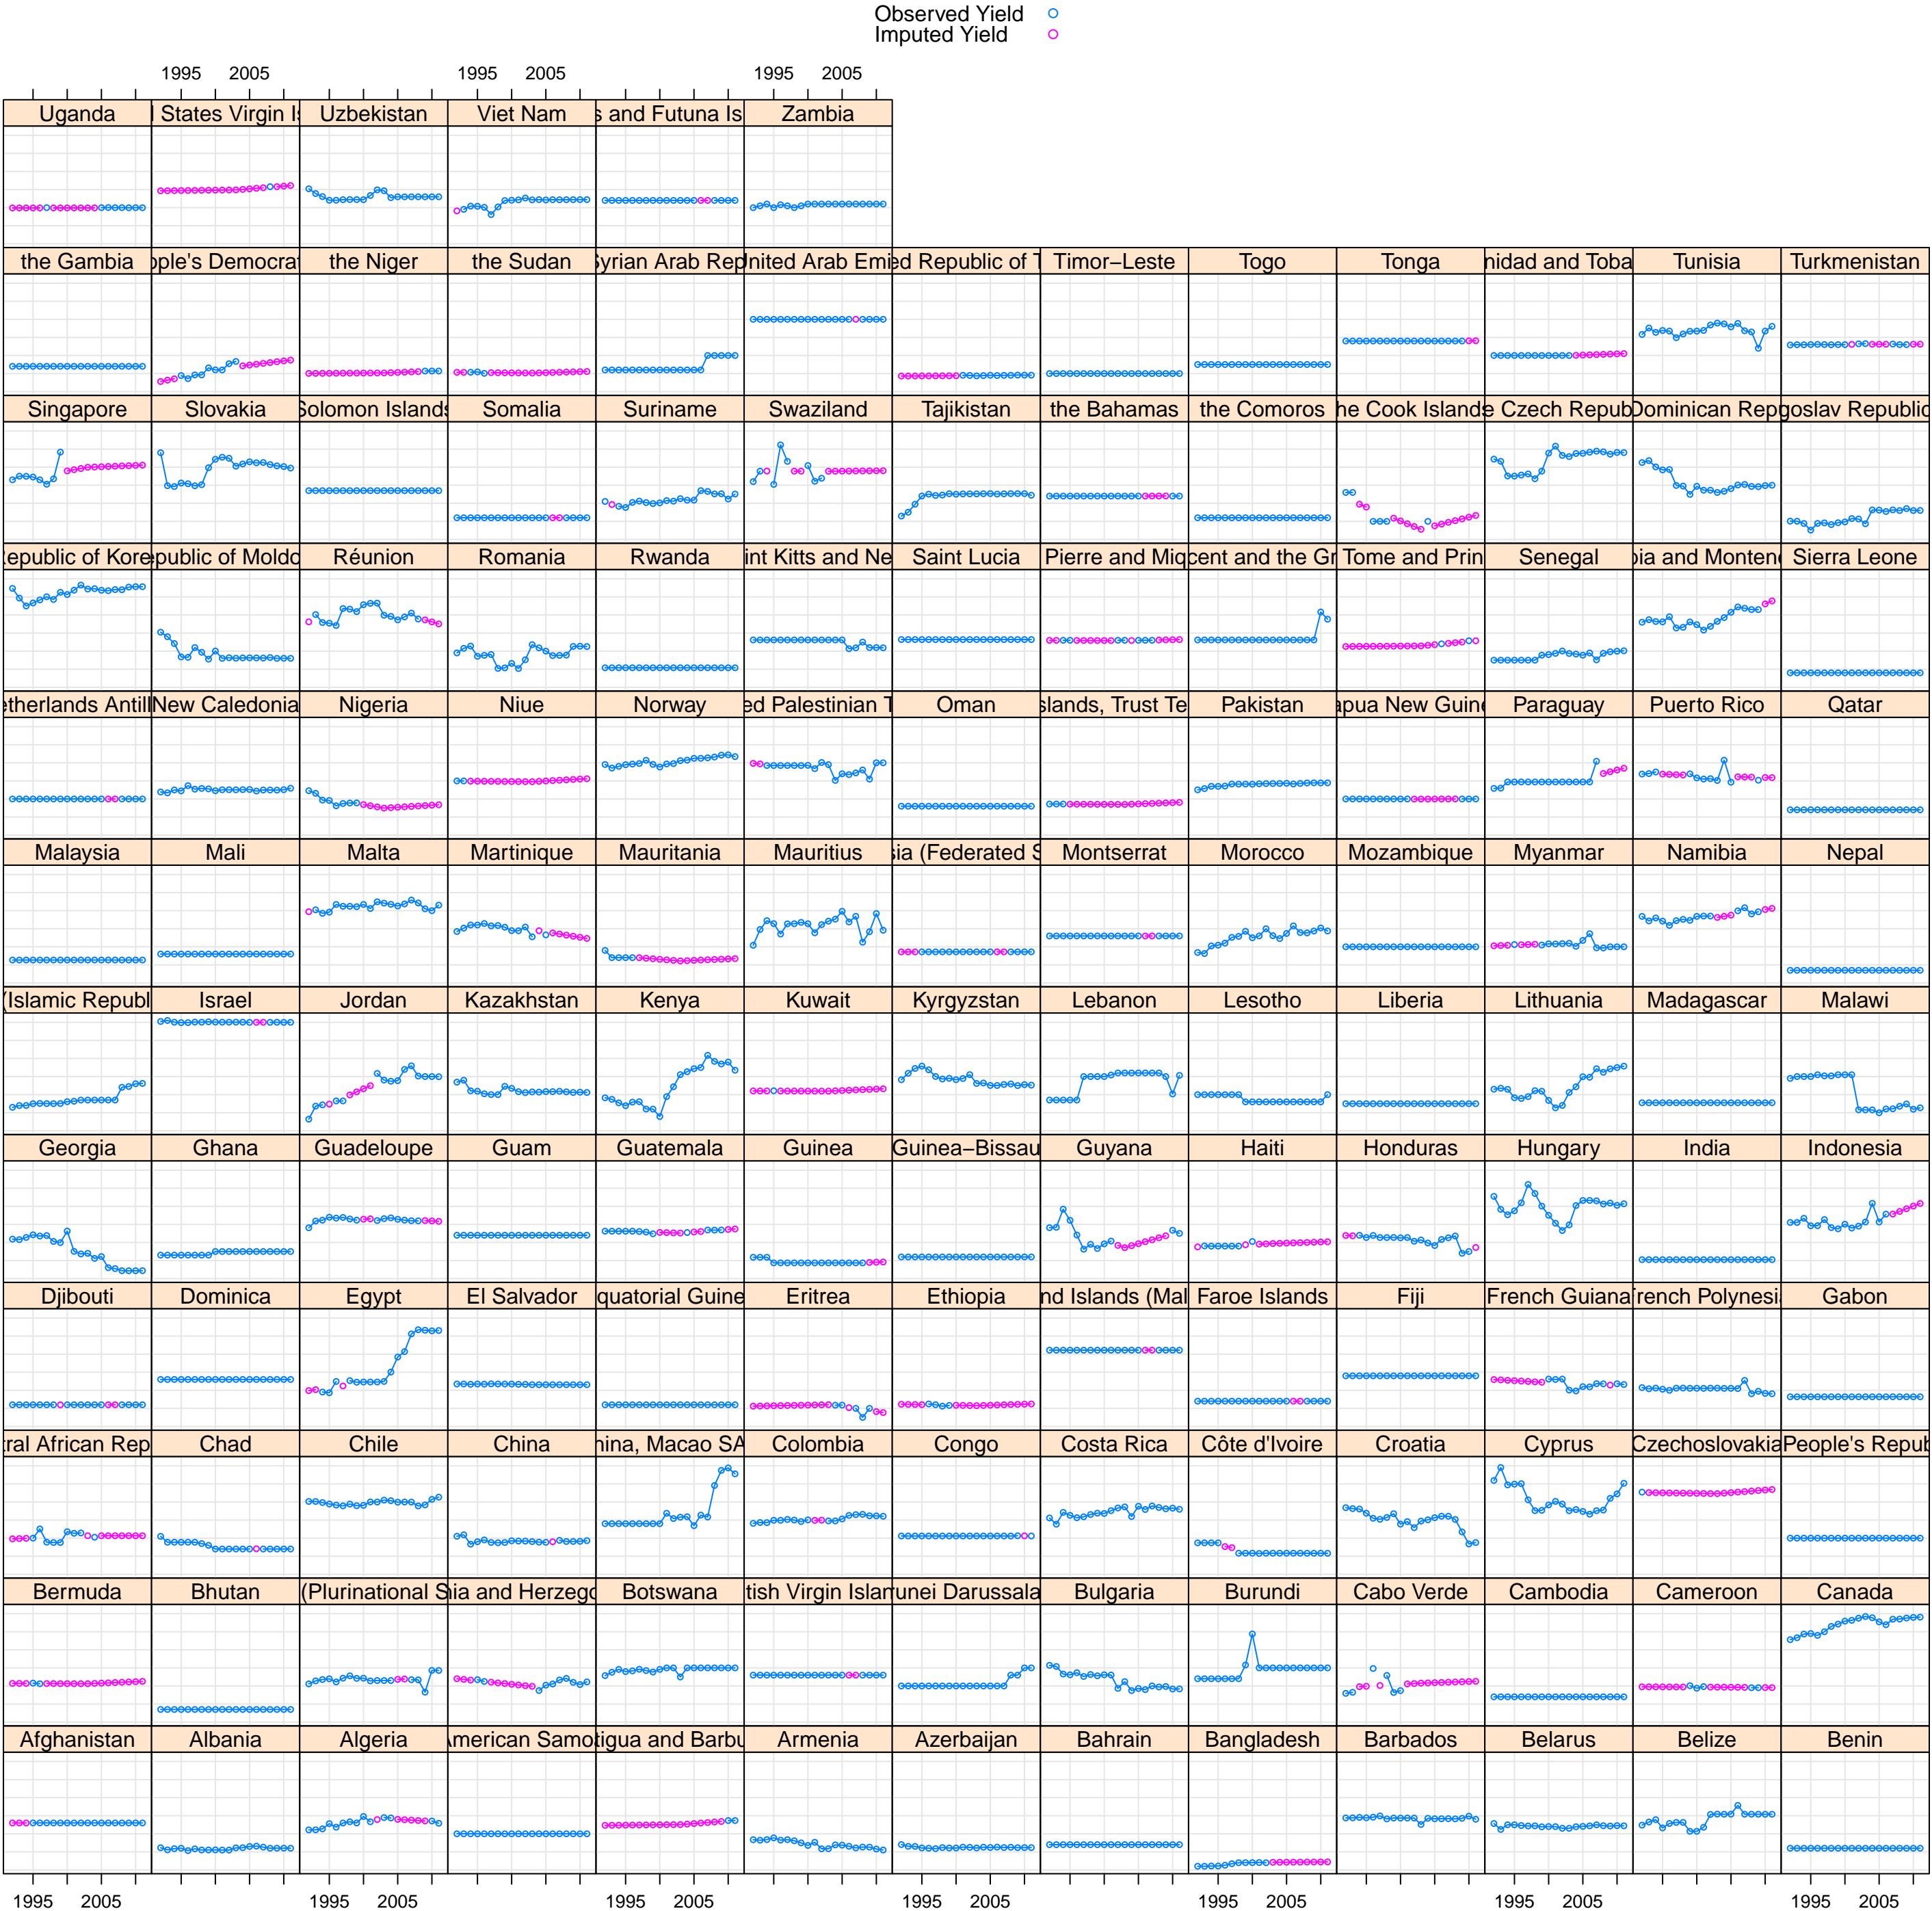 Observed Yield
Imputed Yield
1995 2005 1995 2005 1995 2005
Uganda l States Virgin Is Uzbekistan Viet Nam s and Futuna Is Zambia
the Gambia ople's Democrat the Niger the Sudan Syrian Arab Rep United Arab Emi ed Republic of T Timor–Leste Togo Tonga nidad and Toba Tunisia Turkmenistan
Singapore Slovakia Solomon Islands Somalia Suriname Swaziland Tajikistan the Bahamas the Comoros he Cook Islands e Czech Repub Dominican Rep goslav Republic
Republic of Kore epublic of Moldo Réunion Romania Rwanda int Kitts and Ne Saint Lucia Pierre and Miq cent and the Gr Tome and Prin Senegal bia and Montene Sierra Leone
etherlands Antill New Caledonia Nigeria Niue Norway ed Palestinian T Oman slands, Trust Te Pakistan apua New Guine Paraguay Puerto Rico Qatar
Malaysia Mali Malta Martinique Mauritania Mauritius sia (Federated S Montserrat Morocco Mozambique Myanmar Namibia Nepal
(Islamic Republ Israel Jordan Kazakhstan Kenya Kuwait Kyrgyzstan Lebanon Lesotho Liberia Lithuania Madagascar Malawi
Georgia Ghana Guadeloupe Guam Guatemala Guinea Guinea–Bissau Guyana Haiti Honduras Hungary India Indonesia
Djibouti Dominica Egypt El Salvador quatorial Guine Eritrea Ethiopia nd Islands (Mal Faroe Islands Fiji French Guiana French Polynesia Gabon
tral African Rep Chad Chile China hina, Macao SA Colombia Congo Costa Rica Côte d'Ivoire Croatia Cyprus Czechoslovakia People's Repub
Bermuda Bhutan (Plurinational S nia and Herzego Botswana tish Virgin Islan unei Darussala Bulgaria Burundi Cabo Verde Cambodia Cameroon Canada
Afghanistan Albania Algeria American Samo tigua and Barbu Armenia Azerbaijan Bahrain Bangladesh Barbados Belarus Belize Benin
1995 2005 1995 2005 1995 2005 1995 2005 1995 2005 1995 2005 1995 2005